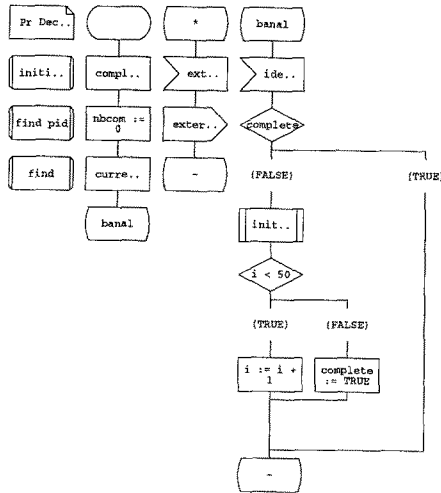 Pr Dec..
*
banal
initi..
compl..
ext..
ide..
find pid
nbcom :=
0
exter..
complete
find
curre..
-
(FALSE)
(TRUE)
banal
init..
i < 50
(TRUE)
(FALSE)
i := i +
1
complete
:= TRUE
-